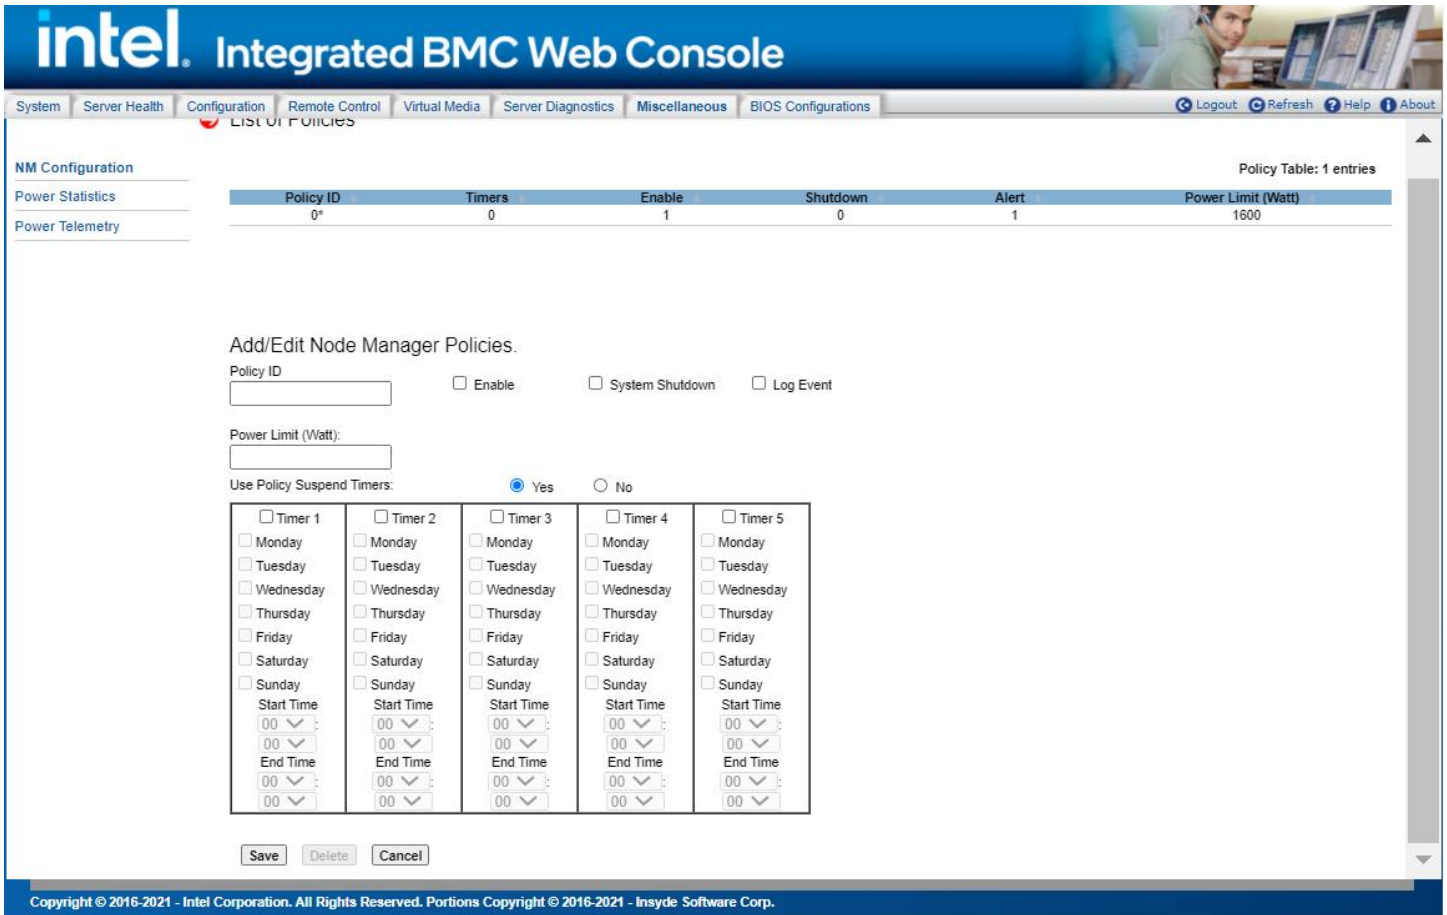 intel. Integrated BMC Web Console
System Server Health Configuration Remote Control Virtual Media Server Diagnostics Miscellaneous BIOS Configurations Logout Refresh Help About
List of Policies
NM Configuration
Power Statistics
Power Telemetry
Policy Table: 1 entries
Policy ID Timers Enable Shutdown Alert Power Limit (Watt)
0* 0 1 0 1 1600
Add/Edit Node Manager Policies.
Policy ID
Enable System Shutdown Log Event
Power Limit (Watt):
Use Policy Suspend Timers: Yes No
Timer 1 Timer 2 Timer 3 Timer 4 Timer 5
Monday Monday Monday Monday Monday
Tuesday Tuesday Tuesday Tuesday Tuesday
Wednesday Wednesday Wednesday Wednesday Wednesday
Thursday Thursday Thursday Thursday Thursday
Friday Friday Friday Friday Friday
Saturday Saturday Saturday Saturday Saturday
Sunday Sunday Sunday Sunday Sunday
Start Time Start Time Start Time Start Time Start Time
00 : 00 : 00 : 00 : 00 :
00 00 00 00 00
End Time End Time End Time End Time End Time
00 : 00 : 00 : 00 : 00 :
00 00 00 00 00
Save Delete Cancel
Copyright © 2016-2021 - Intel Corporation. All Rights Reserved. Portions Copyright © 2016-2021 - Insyde Software Corp.